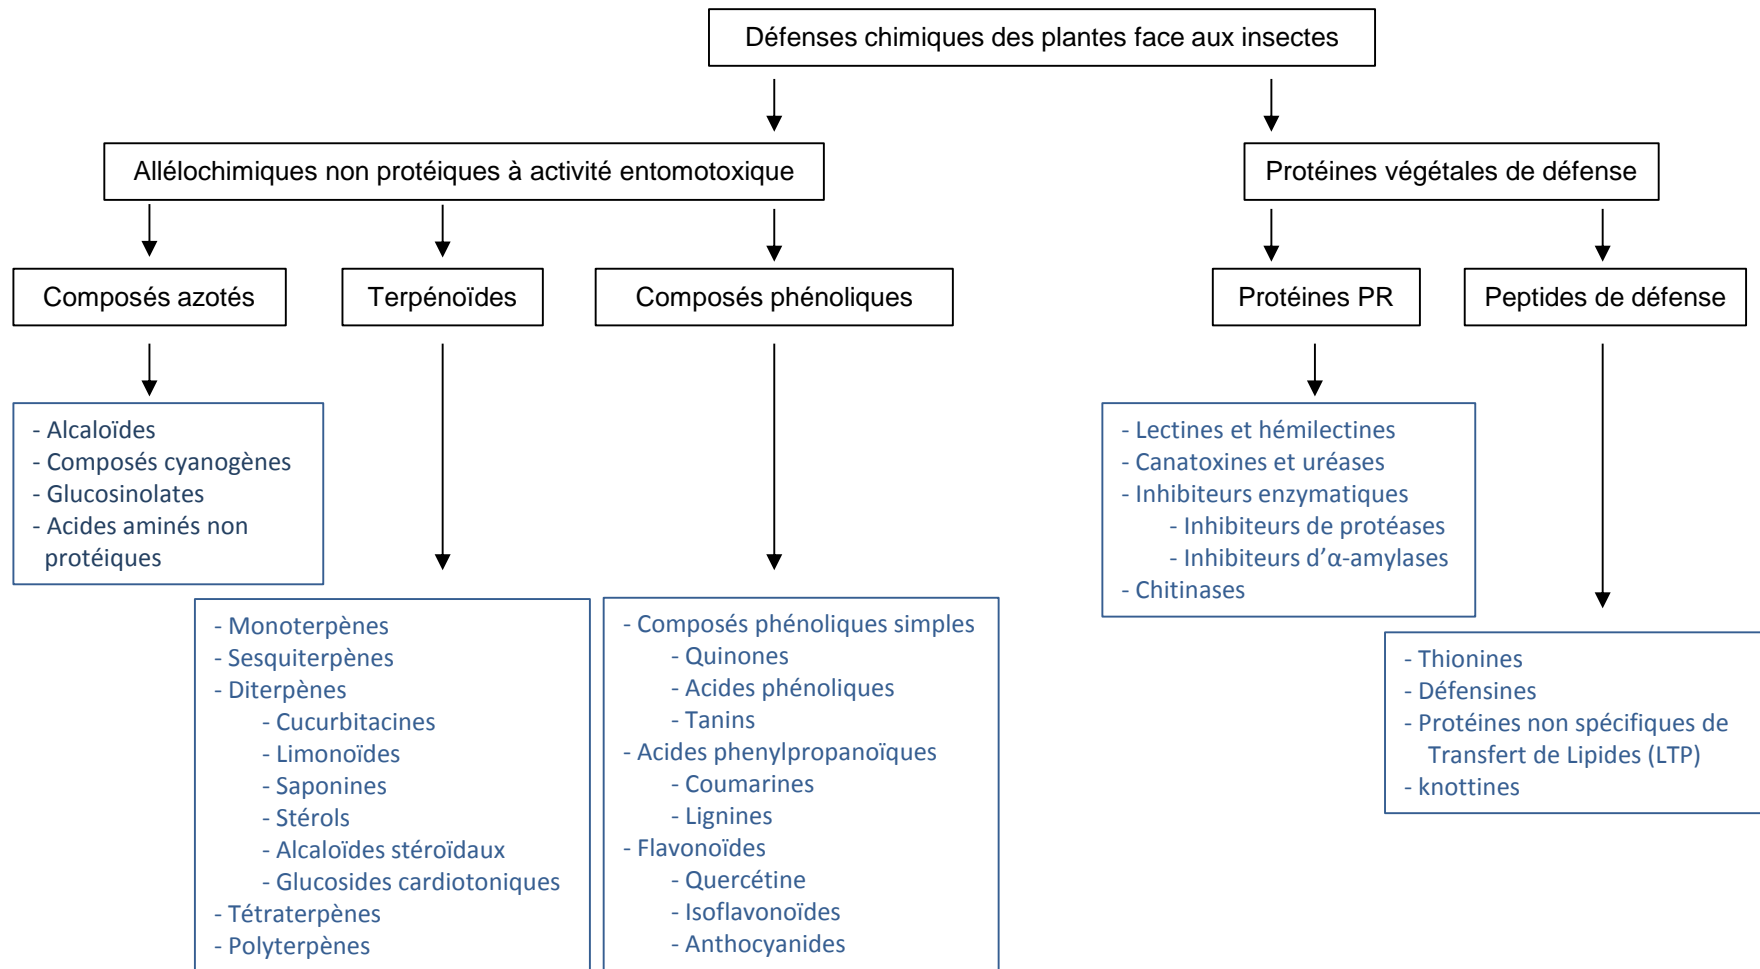 Défenses chimiques des plantes face aux insectes
Allélochimiques non protéiques à activité entomotoxique
Protéines végétales de défense
Composés azotés
Terpénoïdes
Composés phénoliques
Protéines PR
Peptides de défense
- Alcaloïdes
- Composés cyanogènes
- Glucosinolates
- Acides aminés non
protéiques
- Monoterpènes
- Sesquiterpènes
- Diterpènes
- Cucurbitacines
- Limonoïdes
- Saponines
- Stérols
- Alcaloïdes stéroïdaux
- Glucosides cardiotoniques
- Tétraterpènes
- Polyterpènes
- Composés phénoliques simples
- Quinones
- Acides phénoliques
- Tanins
- Acides phenylpropanoïques
- Coumarines
- Lignines
- Flavonoïdes
- Quercétine
- Isoflavonoïdes
- Anthocyanides
- Lectines et hémilectines
- Canatoxines et uréases
- Inhibiteurs enzymatiques
- Inhibiteurs de protéases
- Inhibiteurs d’α-amylases
- Chitinases
- Thionines
- Défensines
- Protéines non spécifiques de
Transfert de Lipides (LTP)
- knottines